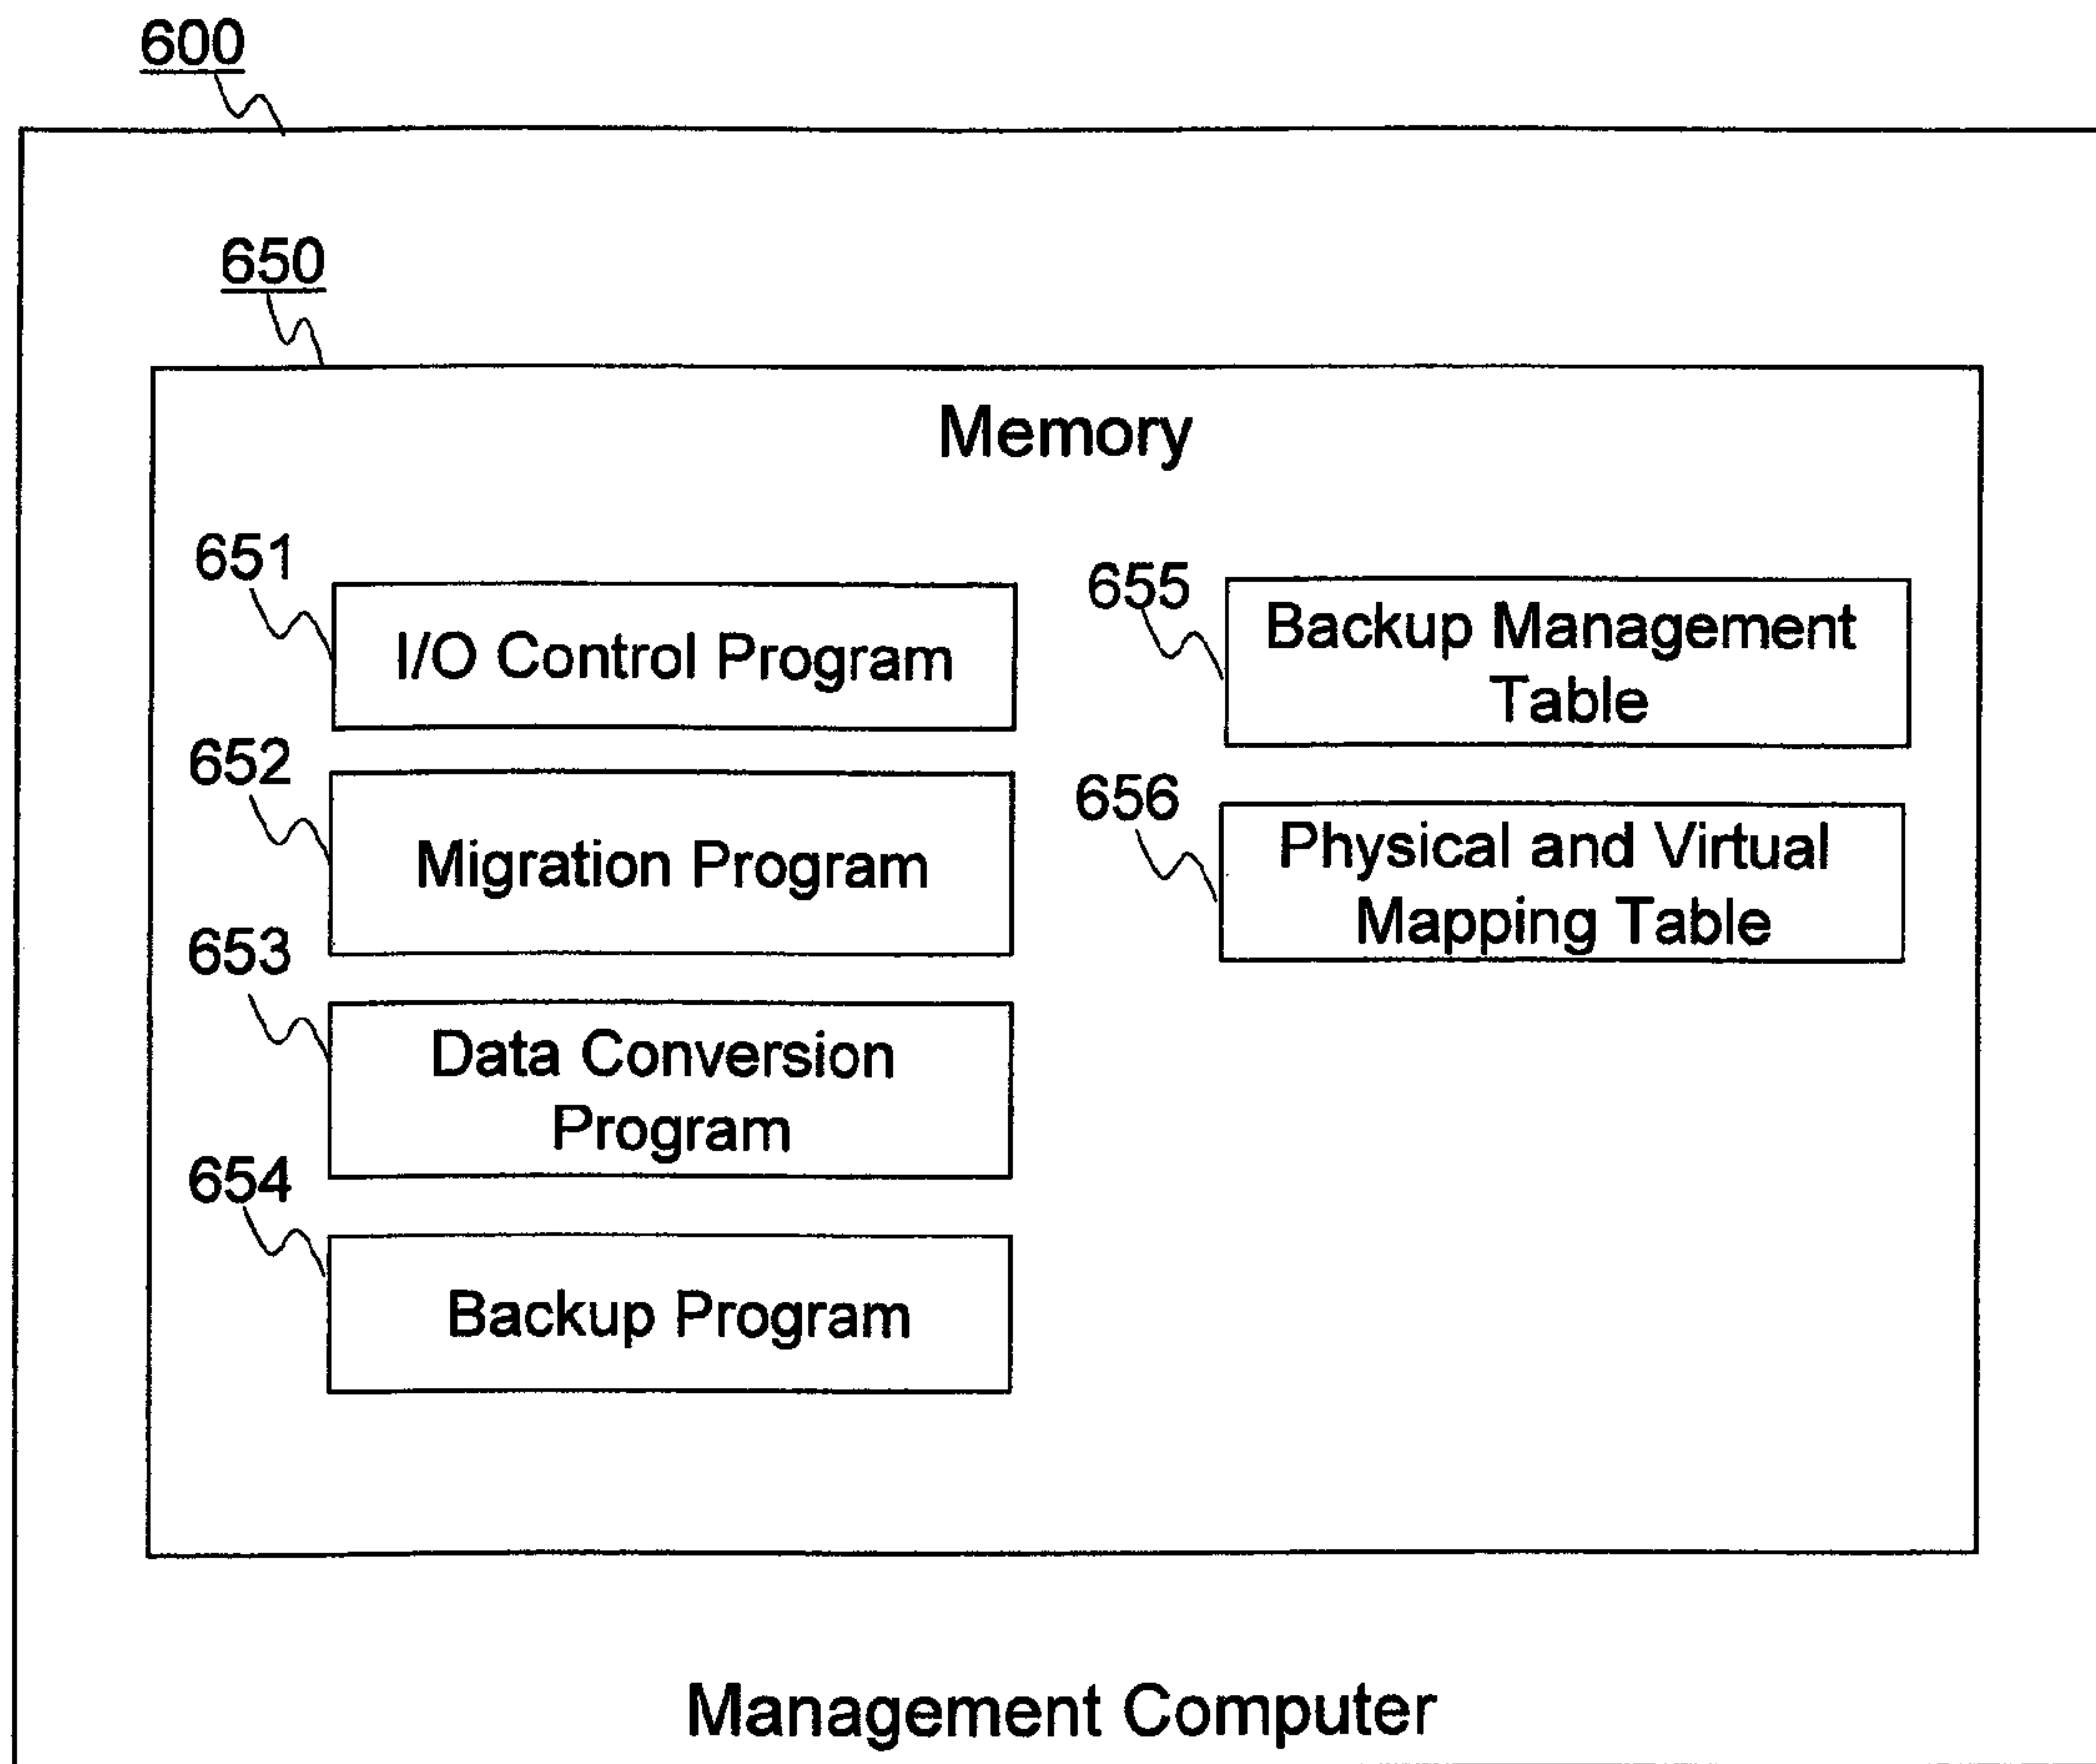 600
650
Memory
651
I/O Control Program
652
Migration Program
653
Data Conversion
Program
654
Backup Program
655
Backup Management
Table
656
Physical and Virtual
Mapping Table
Management Computer